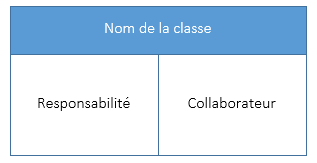 Nom de la classe
Responsabilité
Collaborateur